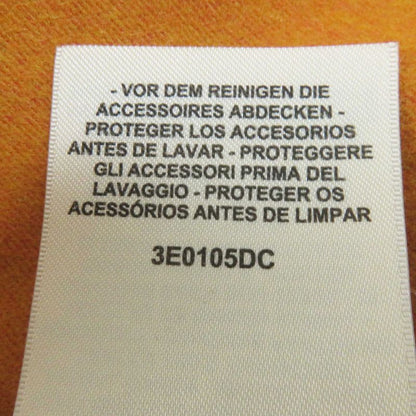 - VOR DEM REINIGEN DIE
ACCESSOIRES ABDECKEN -
PROTEGER LOS ACCESORIOS
ANTES DE LAVAR - PROTEGGERE
GLI ACCESSORI PRIMA DEL
LAVAGGIO - PROTEGER OS
ACESSÓRIOS ANTES DE LIMPAR
3E0105DC